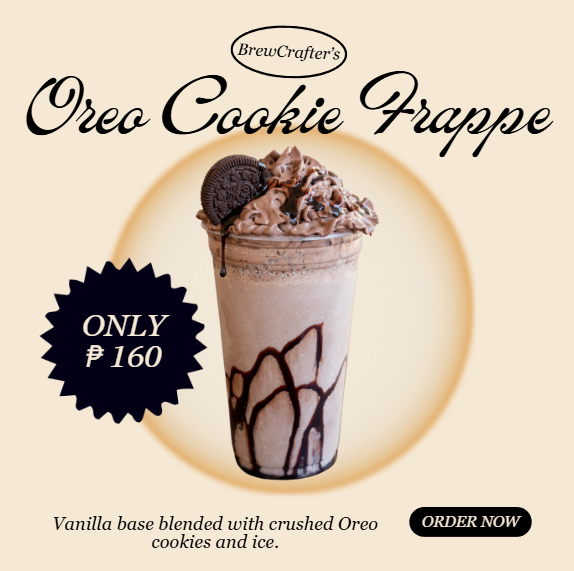 BrewCrafter's
Oreo Cookie Frappe
ONLY
₱ 160
Vanilla base blended with crushed Oreo
cookies and ice.
ORDER NOW